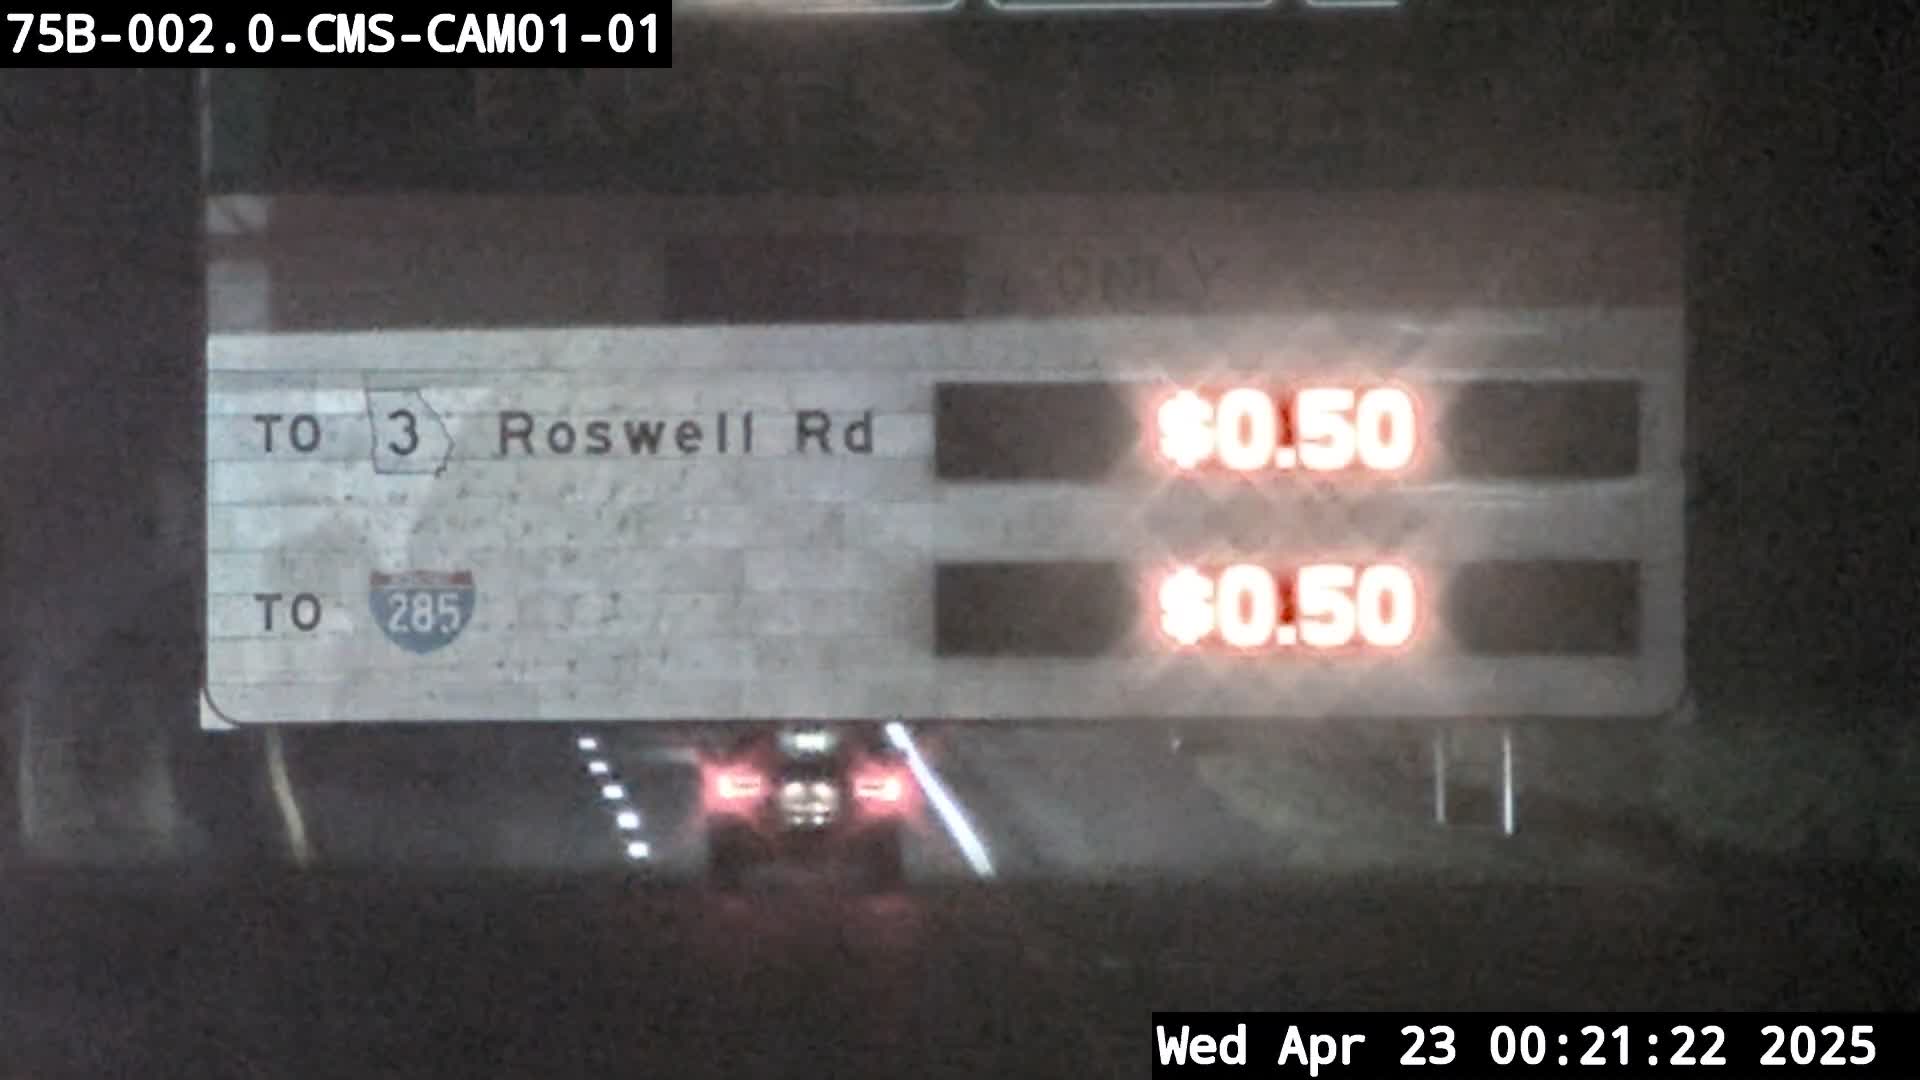 75B-002.0-CMS-CAM01-01
ONLY
TO 3 Roswell Rd $0.50
TO 285 $0.50
Wed Apr 23 00:21:22 2025